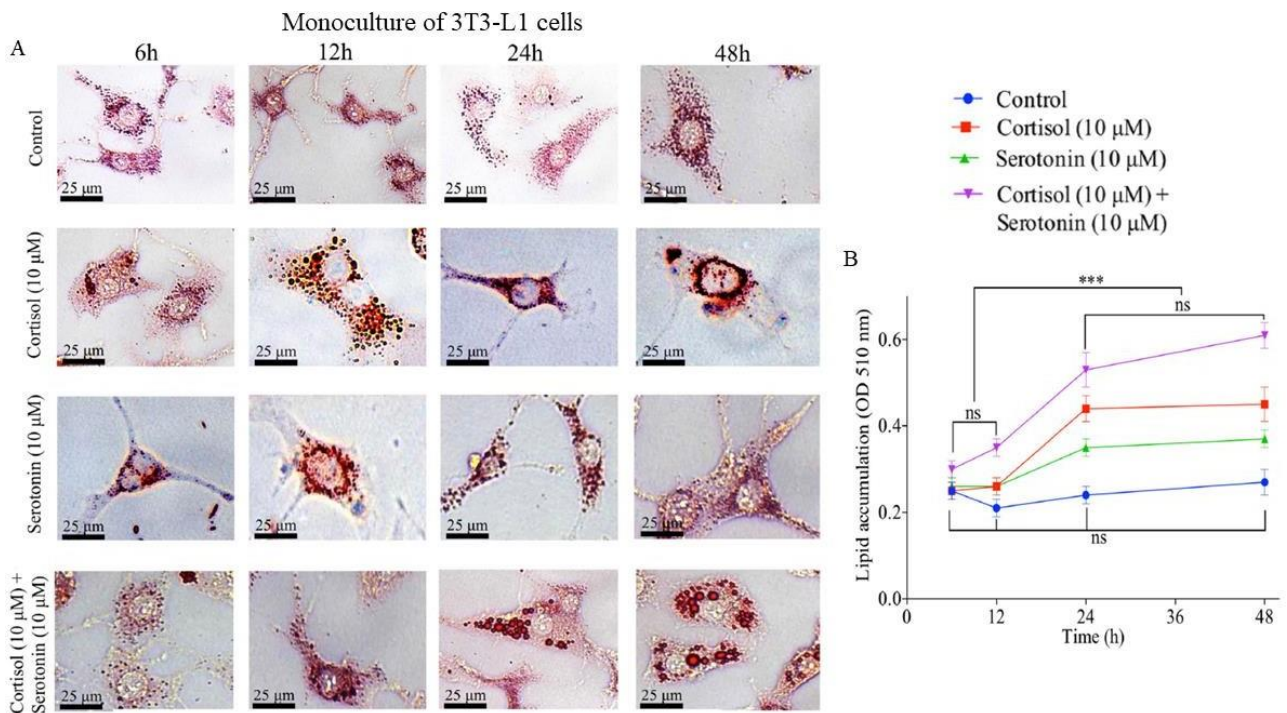 Monoculture of 3T3-L1 cells
A
6h
12h
24h
48h
Control
25 µm
25 µm
25 µm
25 µm
Cortisol (10 µM)
25 µm
25 µm
25 µm
25 µm
Serotonin (10 µM)
25 µm
25 µm
25 µm
25 µm
Cortisol (10 µM) +
Serotonin (10 µM)
25 µm
25 µm
25 µm
25 µm
Control
Cortisol (10 µM)
Serotonin (10 µM)
Cortisol (10 µM) +
Serotonin (10 µM)
B
***
ns
ns
ns
Lipid accumulation (OD 510 nm)
0.6
0.4
0.2
0.0
0
12
24
36
48
Time (h)